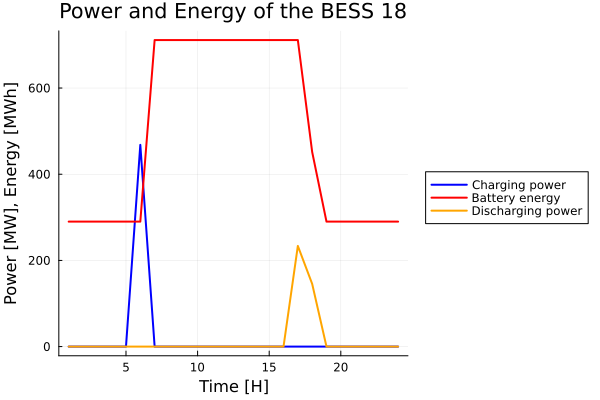 Power and Energy of the BESS 18
Power [MW], Energy [MWh]
600
400
200
0
5
10
15
20
Time [H]
Charging power
Battery energy
Discharging power